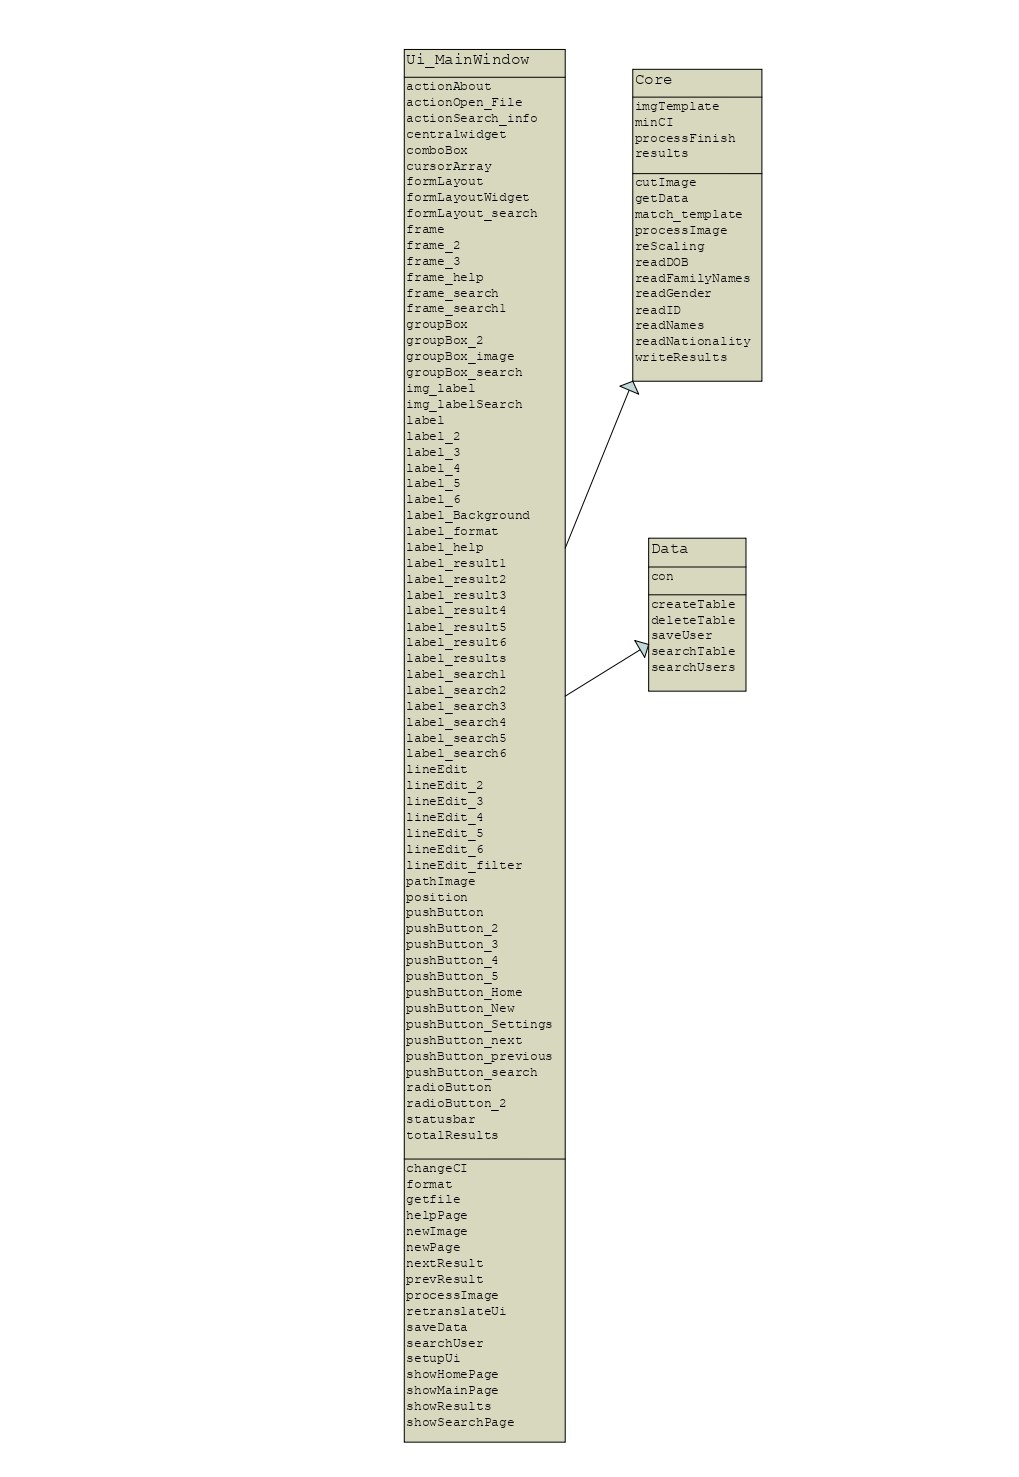 Ui_MainWindow
actionAbout
actionOpen_File
actionSearch_info
centralwidget
comboBox
cursorArray
formLayout
formLayoutWidget
formLayout_search
frame
frame_2
frame_3
frame_help
frame_search
frame_search1
groupBox
groupBox_2
groupBox_image
groupBox_search
img_label
img_labelSearch
label
label_2
label_3
label_4
label_5
label_6
label_Background
label_format
label_help
label_result1
label_result2
label_result3
label_result4
label_result5
label_result6
label_results
label_search1
label_search2
label_search3
label_search4
label_search5
label_search6
lineEdit
lineEdit_2
lineEdit_3
lineEdit_4
lineEdit_5
lineEdit_6
lineEdit_filter
pathImage
position
pushButton
pushButton_2
pushButton_3
pushButton_4
pushButton_5
pushButton_Home
pushButton_New
pushButton_Settings
pushButton_next
pushButton_previous
pushButton_search
radioButton
radioButton_2
statusbar
totalResults
changeCI
format
getfile
helpPage
newImage
newPage
nextResult
prevResult
processImage
retranslateUi
saveData
searchUser
setupUi
showHomePage
showMainPage
showResults
showSearchPage
Core
imgTemplate
minCI
processFinish
results
cutImage
getData
match_template
processImage
reScaling
readDOB
readFamilyNames
readGender
readID
readNames
readNationality
writeResults
Data
con
createTable
deleteTable
saveUser
searchTable
searchUsers